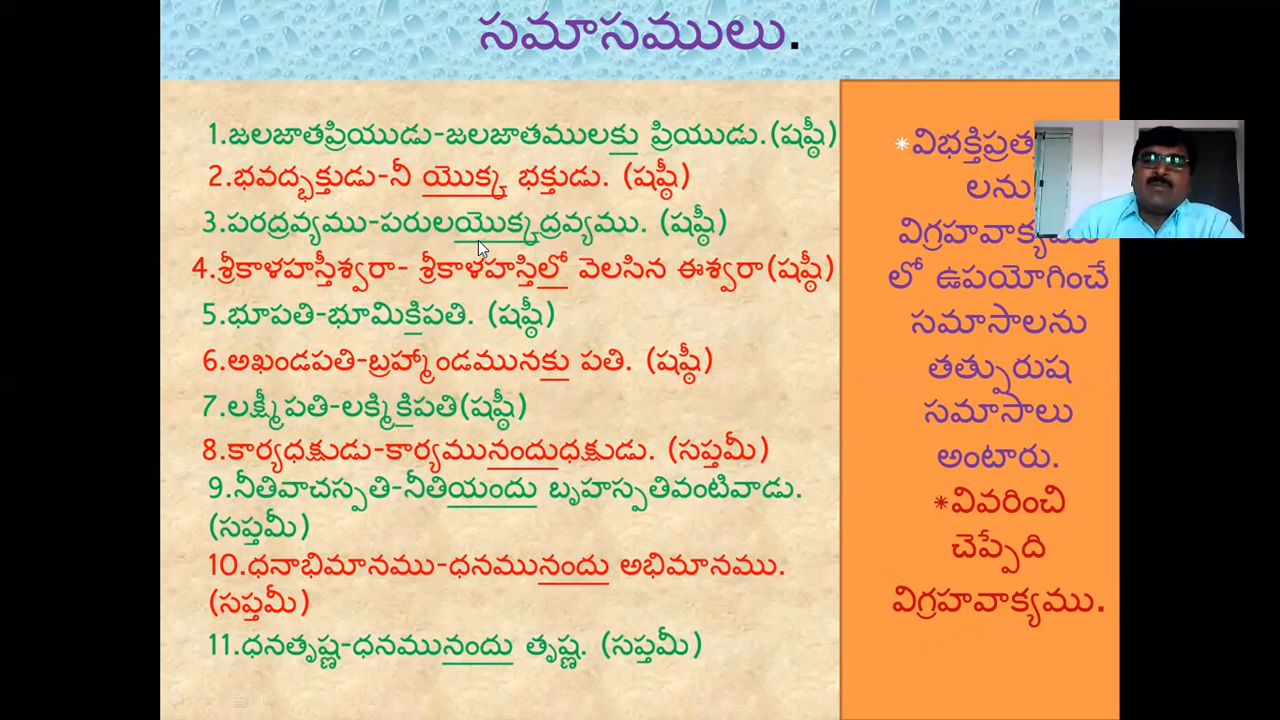 సమాసములు.
1.జలజాతప్రియుడు-జలజాతములకు ప్రియుడు.(షష్ఠీ)
2.భవద్భక్తుడు-నీ యొక్క భక్తుడు. (షష్ఠీ)
3.పరద్రవ్యము-పరులయొక్కద్రవ్యము. (షష్ఠీ)
4.శ్రీకాళహస్తీశ్వరా- శ్రీకాళహస్తిలో వెలసిన ఈశ్వరా(షష్ఠీ)
5.భూపతి-భూమికిపతి. (షష్ఠీ)
6.అఖండపతి-బ్రహ్మాండమునకు పతి. (షష్ఠీ)
7.లక్ష్మీపతి-లక్ష్మికిపతి(షష్ఠీ)
8.కార్యధక్షుడు-కార్యమునందుధక్షుడు. (సప్తమీ)
9.నీతివాచస్పతి-నీతియందు బృహస్పతివంటివాడు.
(సప్తమీ)
10.ధనాభిమానము-ధనమునందు అభిమానము.
(సప్తమీ)
11.ధనతృష్ణ-ధనమునందు తృష్ణ. (సప్తమీ)
*
లను
లో ఉపయోగించే
సమాసాలను
తత్పురుష
సమాసాలు
అంటారు.
*వివరించి
చెప్పేది
విగ్రహవాక్యము.